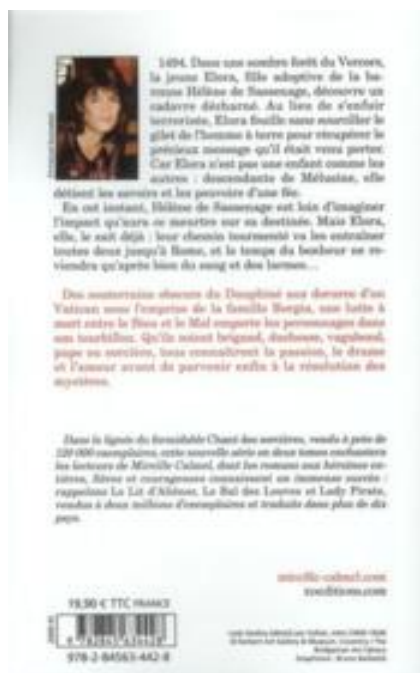 1494. Dans une sombre forêt du Vercors,
la jeune Elora, fille adoptive de la ba-
ronne Hélène de Sassenage, découvre un
cadavre décharné. Au lieu de s'enfuir
terrorisée, Elora fouille sans sourciller le
gilet de l'homme à terre pour récupérer le
précieux message qu'il était venu porter.
Car Elora n'est pas une enfant comme les
autres : descendante de Mélusine, elle
détient les savoirs et les pouvoirs d'une fée.
En cet instant, Hélène de Sassenage est loin d'imaginer
l'impact qu'aura ce meurtre sur sa destinée. Mais Elora,
elle, le sait déjà : leur chemin tourmenté va les entraîner
toutes deux jusqu'à Rome, et le temps du bonheur ne re-
viendra qu'après bien du sang et des larmes...
Des souterrains obscurs du Dauphiné aux dorures d'un
Vatican sous l'emprise de la famille Borgia, une lutte à
mort entre le Bien et le Mal emporte les personnages dans
son tourbillon. Qu'ils soient brigand, duchesse, vagabond,
pape ou sorcière, tous connaîtront la passion, le drame
et l'amour avant de parvenir enfin à la résolution des
mystères.
Dans la lignée du formidable Chant des sorcières, vendu à près de
120 000 exemplaires, cette nouvelle série en deux tomes enchantera
les lecteurs de Mireille Calmel, dont les romans aux héroïnes en-
tières, fières et courageuses connaissent un immense succès :
rappelons Le Lit d'Aliénor, Le Bal des Louves et Lady Pirate,
vendus à deux millions d'exemplaires et traduits dans plus de dix
pays.
mireille-calmel.com
xoeditions.com
19,90 € TTC FRANCE
9 782845 634428
978-2-84563-442-8